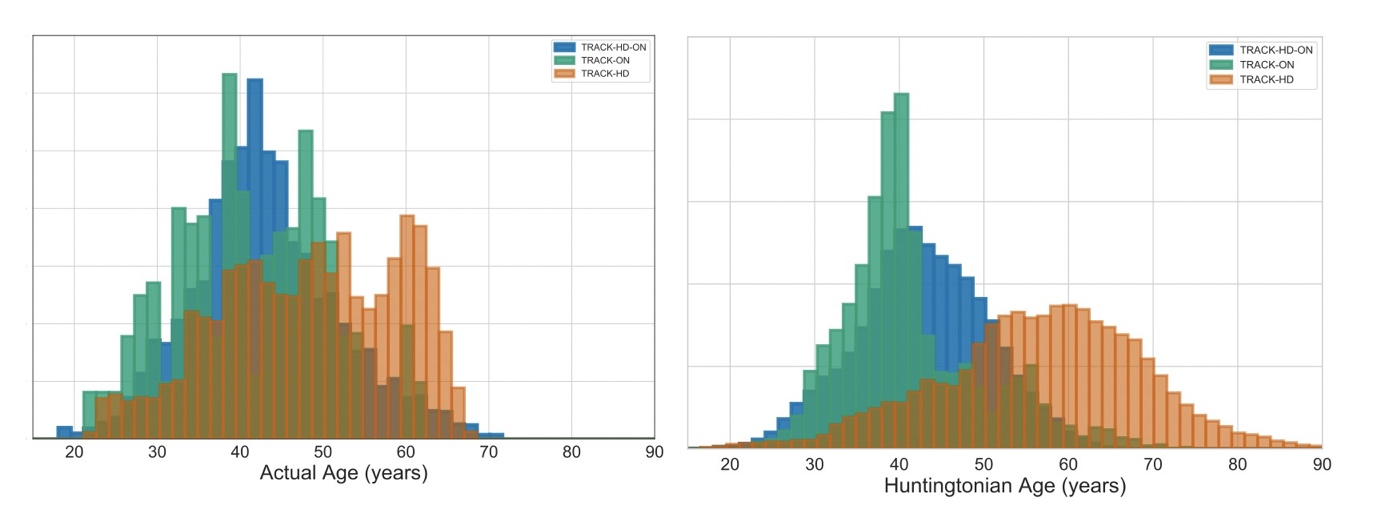 TRACK-HD-ON
TRACK-ON
TRACK-HD
20 30 40 50 60 70 80 90
Actual Age (years)
TRACK-HD-ON
TRACK-ON
TRACK-HD
20 30 40 50 60 70 80 90
Huntingtonian Age (years)